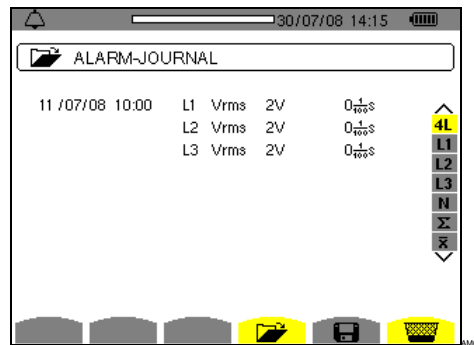 30/07/08 14:15
ALARM-JOURNAL
11 /07/08 10:00 L1 Vrms 2V 0 1/100 s
L2 Vrms 2V 0 1/100 s
L3 Vrms 2V 0 1/100 s
4L
L1
L2
L3
N
Σ
x̅
AM